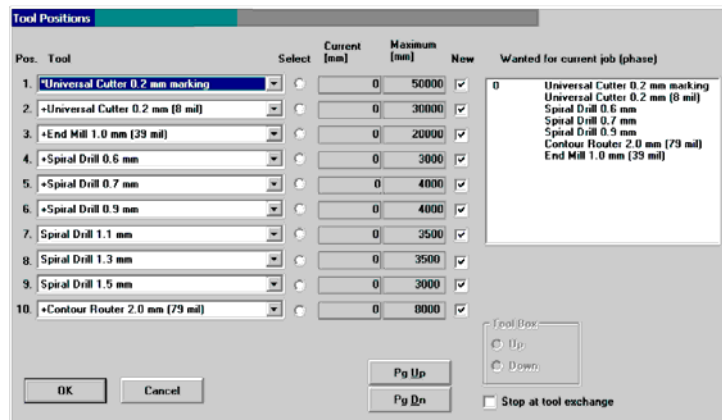 Tool Positions
Pos. Tool Select Current [mm] Maximum [mm] New Wanted for current job (phase)
1. *Universal Cutter 0.2 mm marking 0 50000
2. +Universal Cutter 0.2 mm (8 mil) 0 30000
3. +End Mill 1.0 mm (39 mil) 0 20000
4. +Spiral Drill 0.6 mm 0 3000
5. +Spiral Drill 0.7 mm 0 4000
6. +Spiral Drill 0.9 mm 0 4000
7. Spiral Drill 1.1 mm 0 3500
8. Spiral Drill 1.3 mm 0 3500
9. Spiral Drill 1.5 mm 0 3000
10. +Contour Router 2.0 mm (79 mil) 0 8000
0 Universal Cutter 0.2 mm marking
Universal Cutter 0.2 mm (8 mil)
Spiral Drill 0.6 mm
Spiral Drill 0.7 mm
Spiral Drill 0.9 mm
Contour Router 2.0 mm (79 mil)
End Mill 1.0 mm (39 mil)
Tool Box
Up
Down
Stop at tool exchange
Pg Up
Pg Dn
OK
Cancel